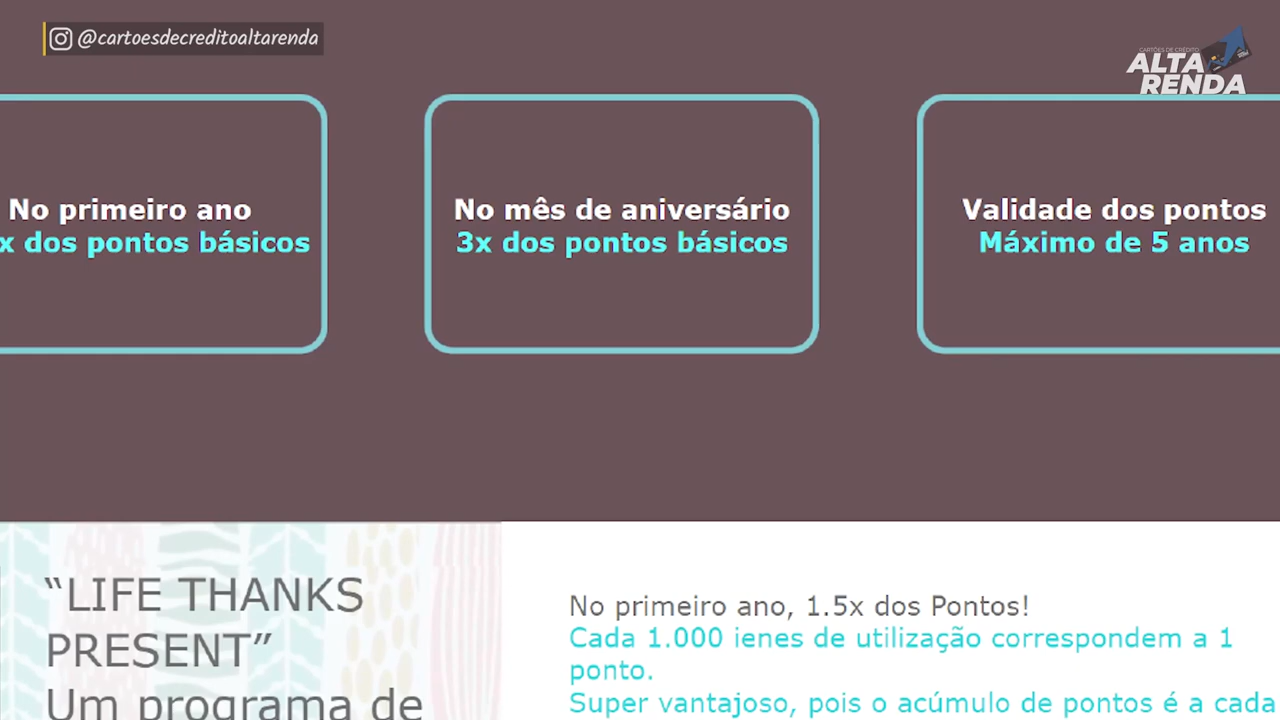 @cartoesdecreditoaltarenda
CARTÕES DE CRÉDITO
ALTA
RENDA
No primeiro ano
x dos pontos básicos
No mês de aniversário
3x dos pontos básicos
Validade dos pontos
Máximo de 5 anos
“LIFE THANKS
PRESENT”
Um programa de
No primeiro ano, 1.5x dos Pontos!
Cada 1.000 ienes de utilização correspondem a 1
ponto.
Super vantajoso, pois o acúmulo de pontos é a cada